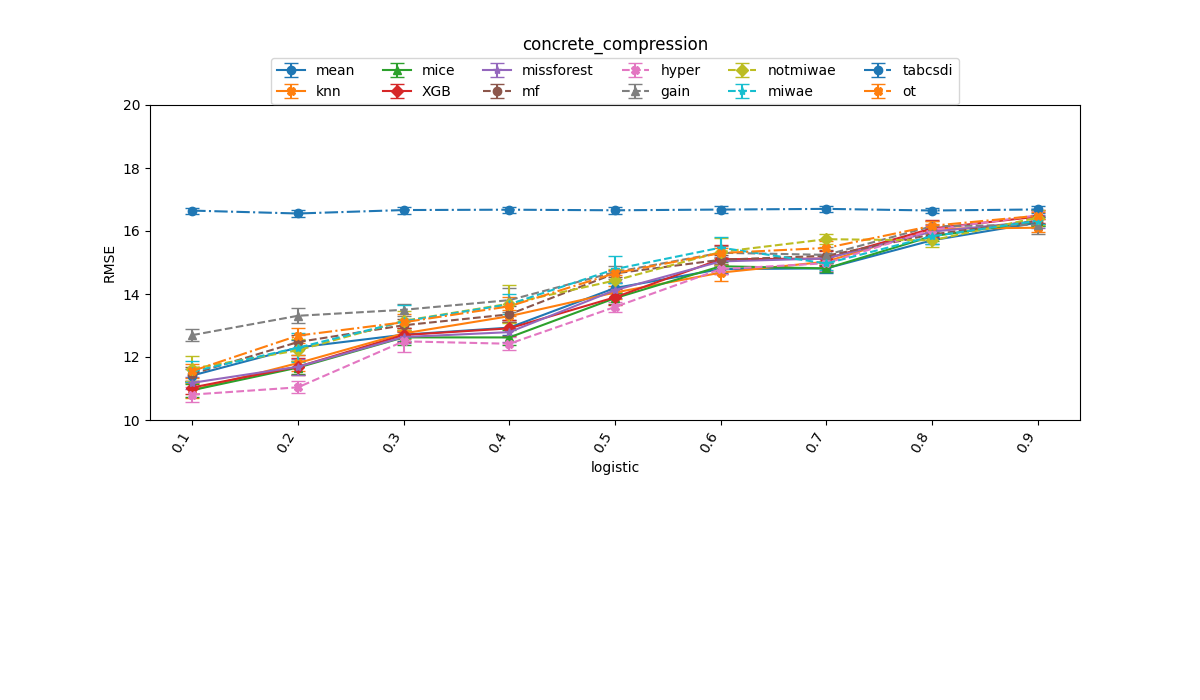 concrete_compression
mean mice missforest hyper notmiwae tabcsdi
knn XGB mf gain miwae ot
20
18
16
14
12
10
RMSE
0.1 0.2 0.3 0.4 0.5 0.6 0.7 0.8 0.9
logistic